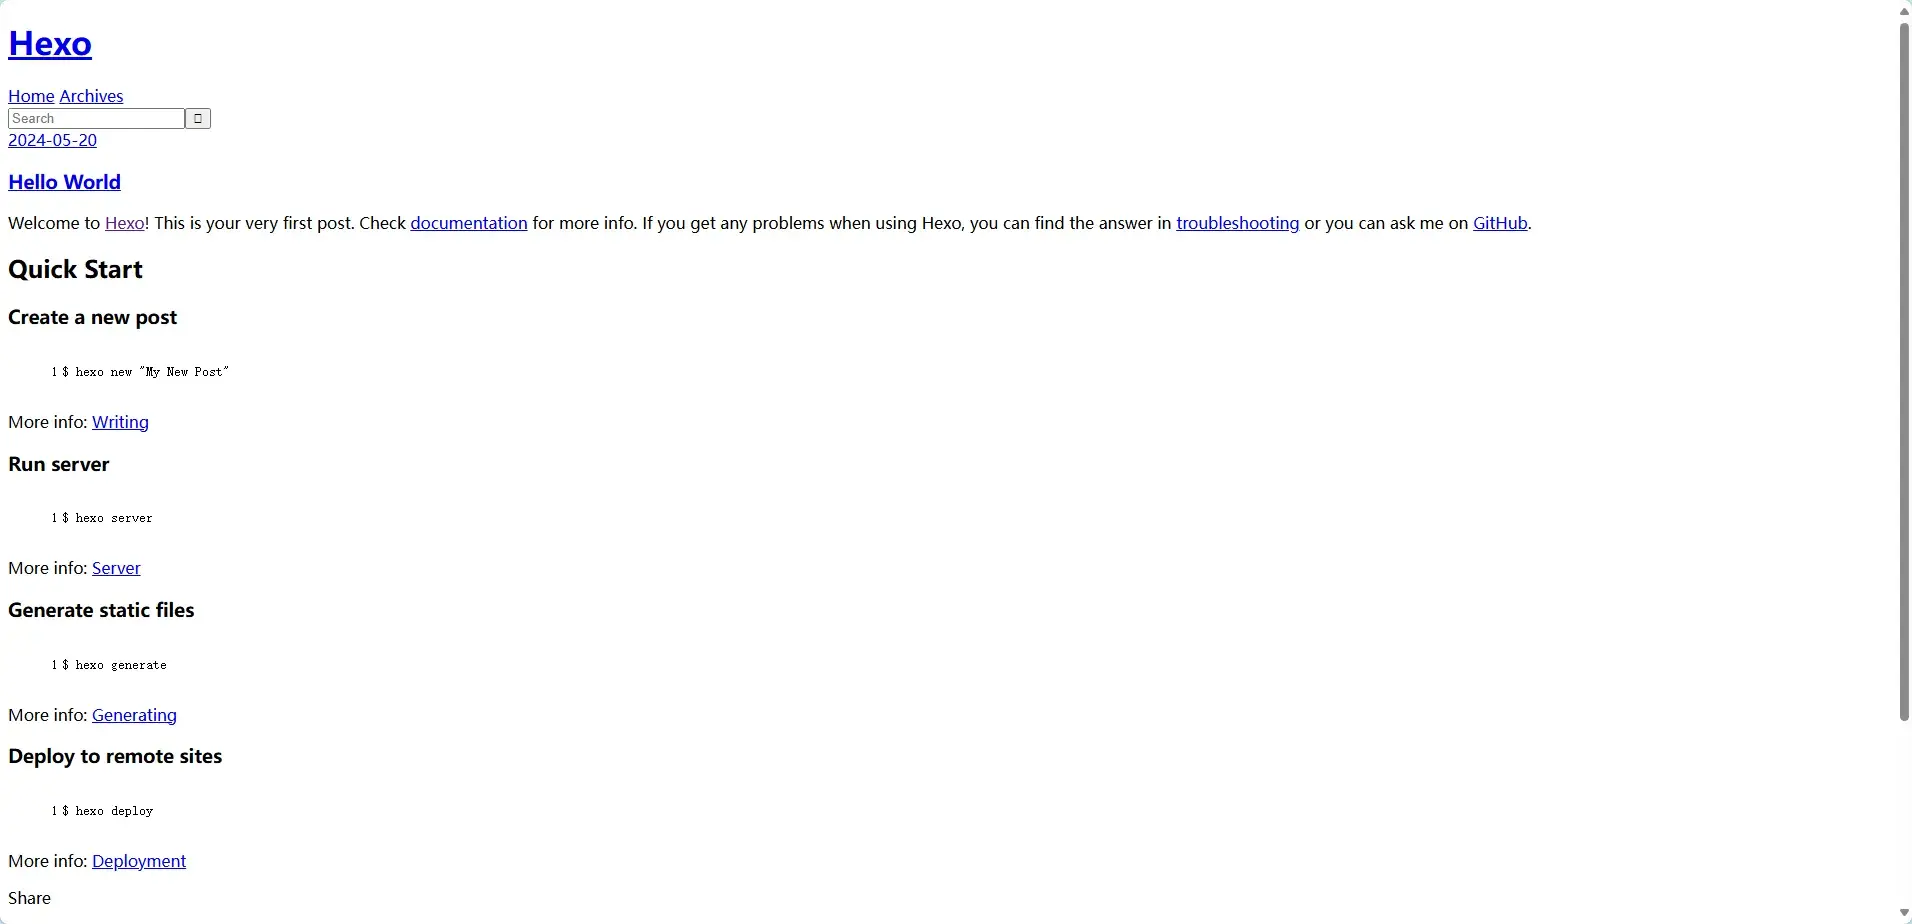 Hexo
Home Archives
Search
2024-05-20
Hello World
Welcome to Hexo! This is your very first post. Check documentation for more info. If you get any problems when using Hexo, you can find the answer in troubleshooting or you can ask me on GitHub.
Quick Start
Create a new post
1 $ hexo new "My New Post"
More info: Writing
Run server
1 $ hexo server
More info: Server
Generate static files
1 $ hexo generate
More info: Generating
Deploy to remote sites
1 $ hexo deploy
More info: Deployment
Share